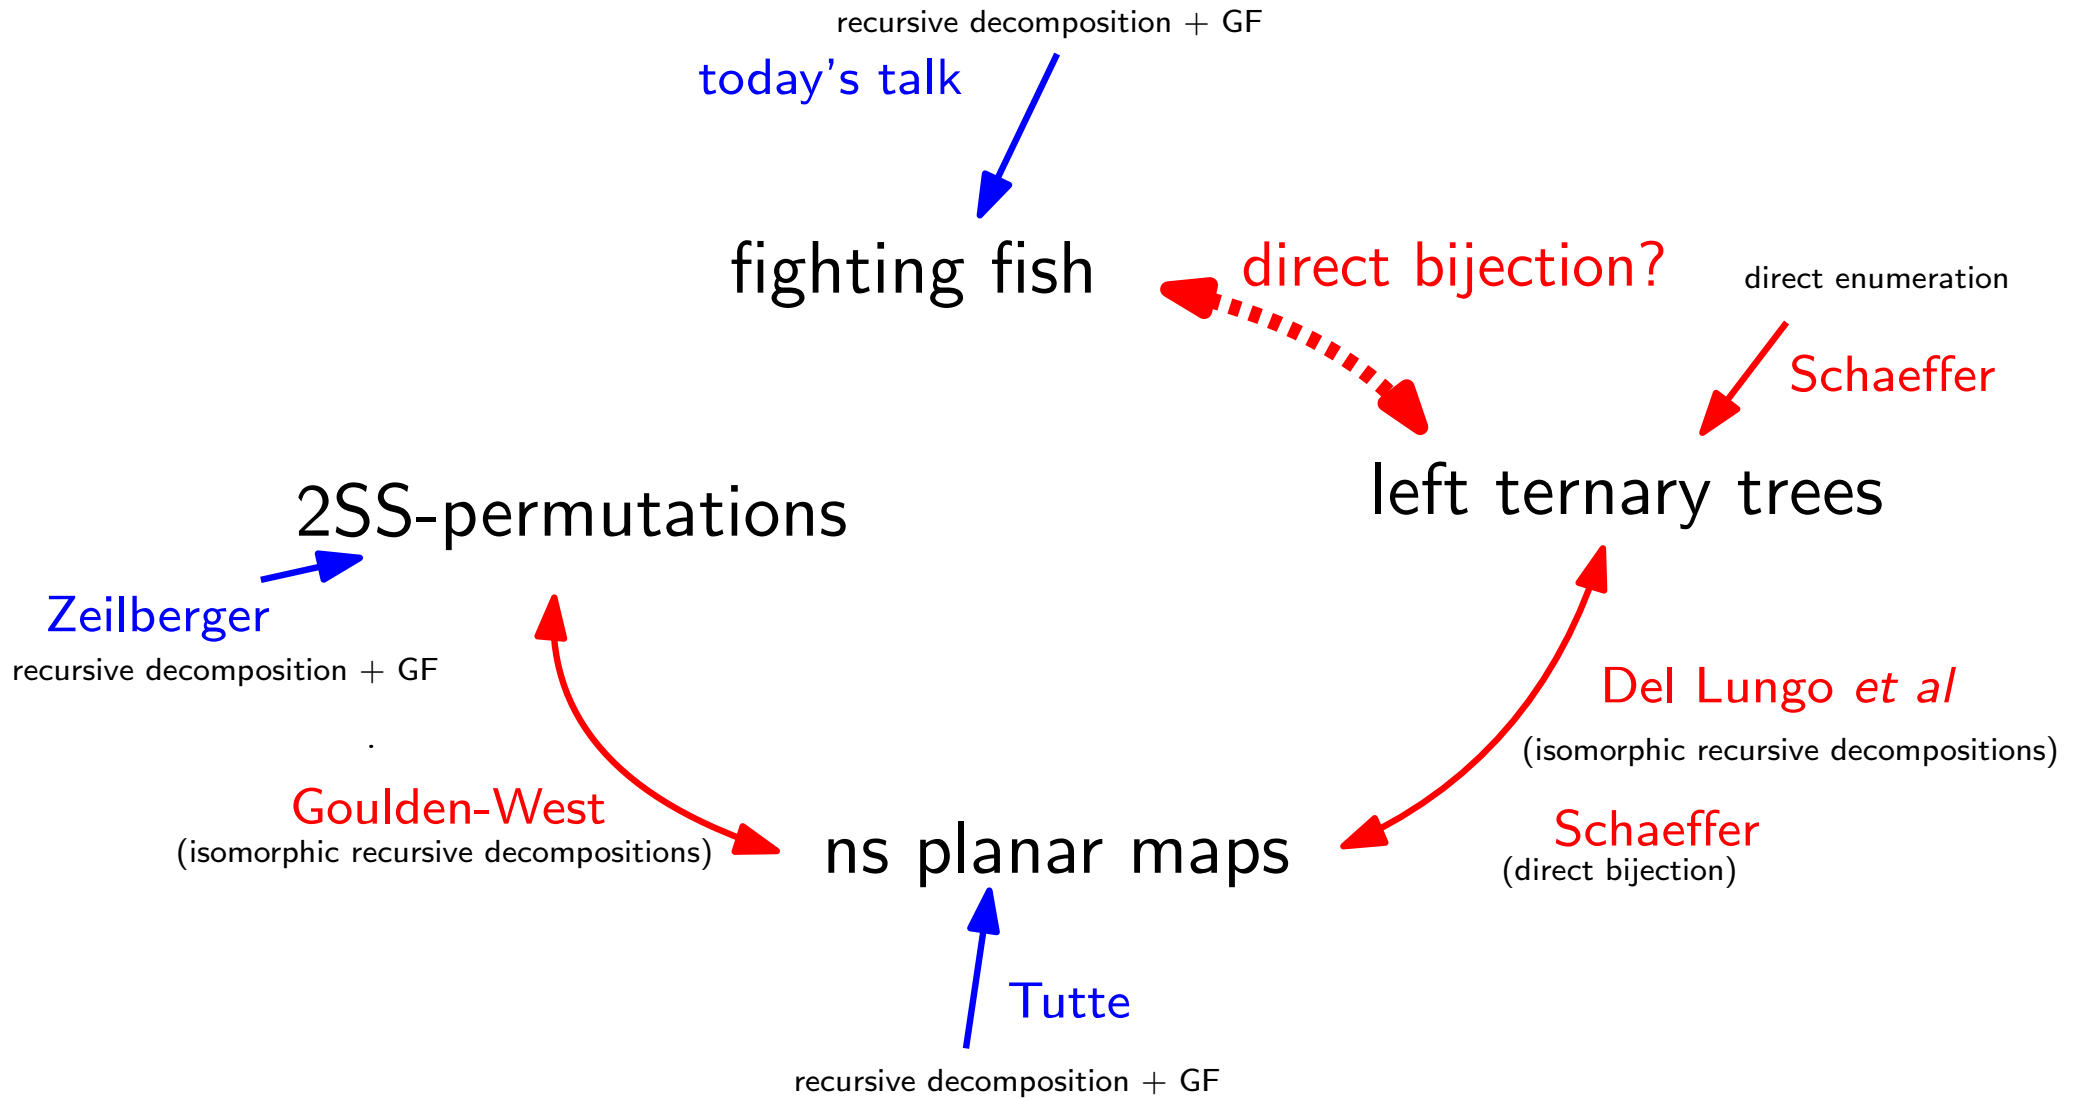 recursive decomposition + GF
today's talk
fighting fish
direct bijection?
direct enumeration
Schaeffer
2SS-permutations
left ternary trees
Zeilberger
recursive decomposition + GF
Del Lungo et al
(isomorphic recursive decompositions)
.
Goulden-West
(isomorphic recursive decompositions)
ns planar maps
Schaeffer
(direct bijection)
Tutte
recursive decomposition + GF